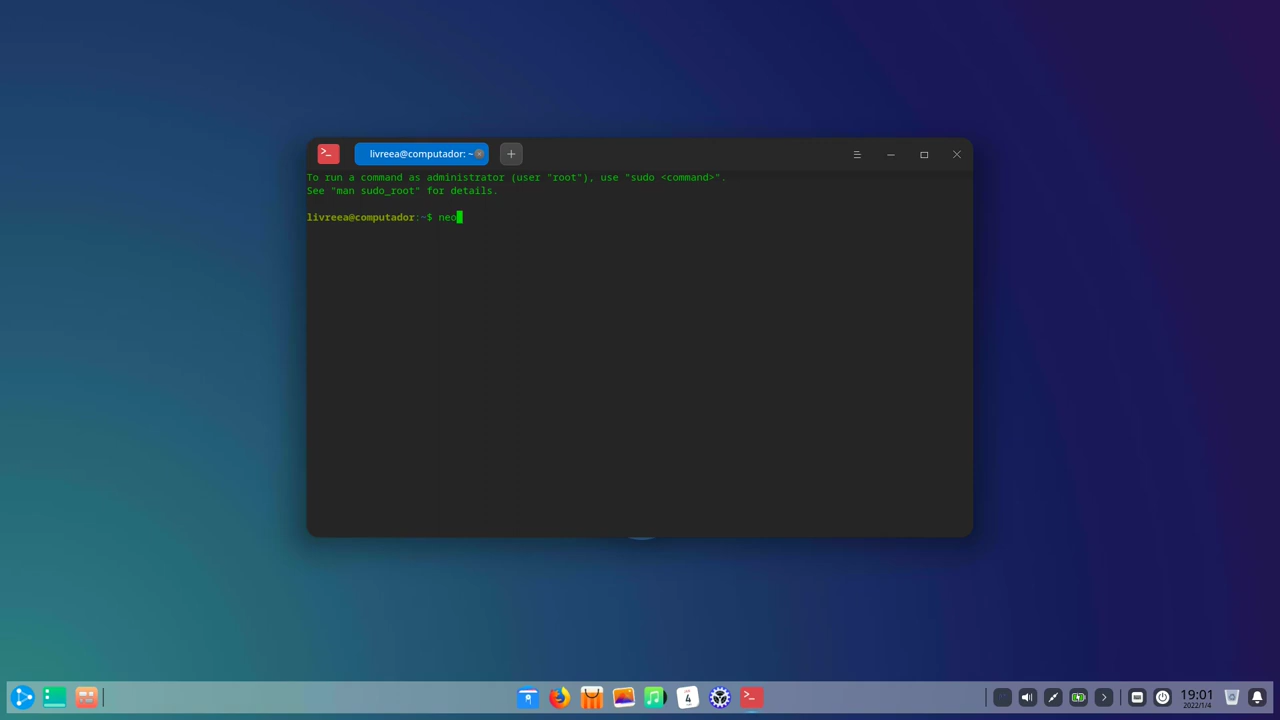 livreea@computador: ~
To run a command as administrator (user "root"), use "sudo <command>".
See "man sudo_root" for details.
livreea@computador:~$ neo
4
19:01
2022/1/4